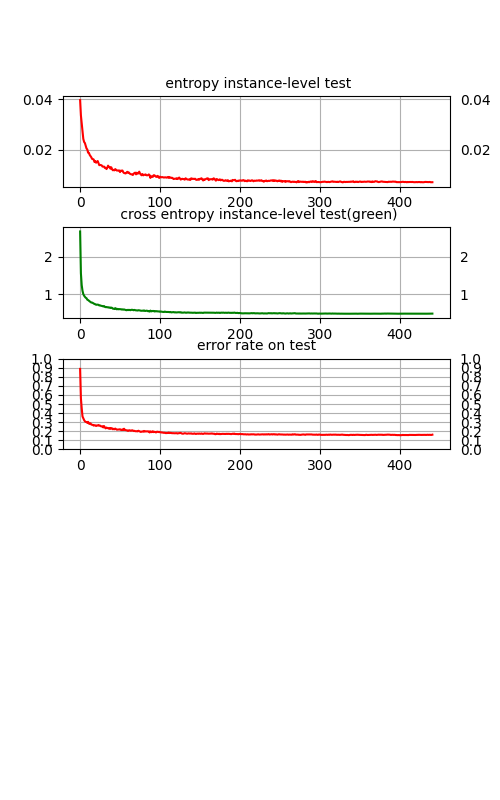 entropy instance-level test
0.04 0.04
0.02 0.02
0 100 200 300 400
cross entropy instance-level test(green)
2 2
1 1
0 100 200 300 400
error rate on test
1.0 1.0
0.9 0.9
0.8 0.8
0.7 0.7
0.6 0.6
0.5 0.5
0.4 0.4
0.3 0.3
0.2 0.2
0.1 0.1
0.0 0.0
0 100 200 300 400